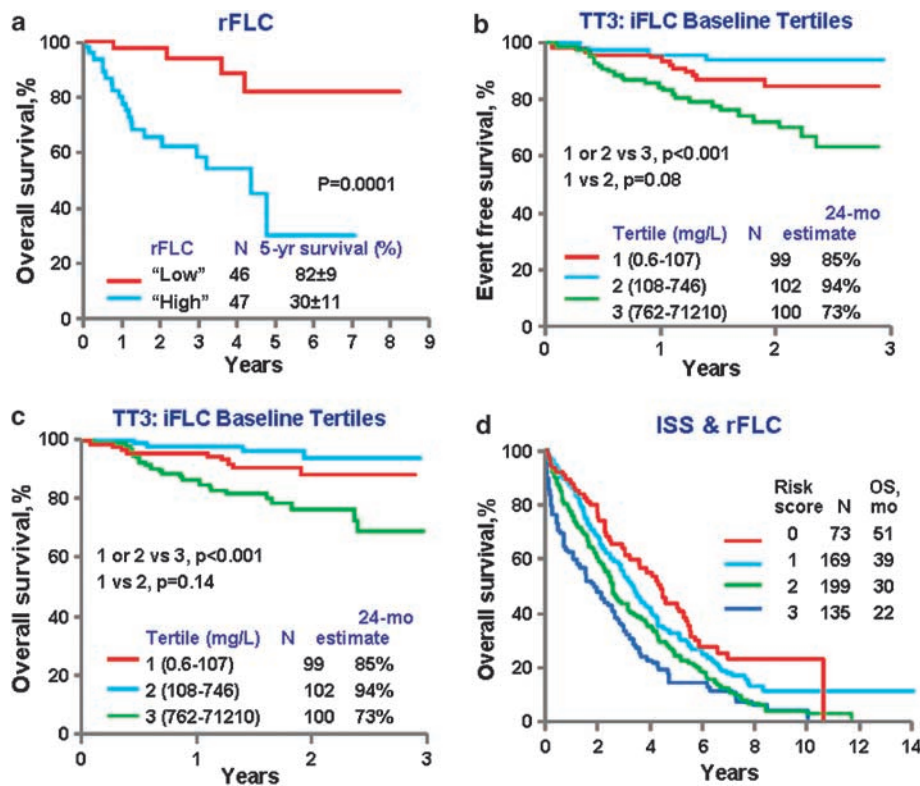 a
rFLC
Overall survival,%
100
80
60
40
20
0
P=0.0001
rFLC N 5-yr survival (%)
"Low" 46 82±9
"High" 47 30±11
0 1 2 3 4 5 6 7 8 9
Years
b
TT3: iFLC Baseline Tertiles
Event free survival, %
100
80
60
100
80
60
40
20
0
1 or 2 vs 3, p<0.001
1 vs 2, p=0.08
24-mo
Tertile (mg/L) N estimate
1 (0.6-107) 99 85%
2 (108-746) 102 94%
3 (762-71210) 100 73%
0 1 2 3
Years
c
TT3: iFLC Baseline Tertiles
Overall survival,%
100
80
60
40
20
0
1 or 2 vs 3, p<0.001
1 vs 2, p=0.14
24-mo
Tertile (mg/L) N estimate
1 (0.6-107) 99 85%
2 (108-746) 102 94%
3 (762-71210) 100 73%
0 1 2 3
Years
d
ISS & rFLC
Overall survival,%
100
80
60
40
20
0
Risk OS,
score N mo
0 73 51
1 169 39
2 199 30
3 135 22
0 2 4 6 8 10 12 14
Years